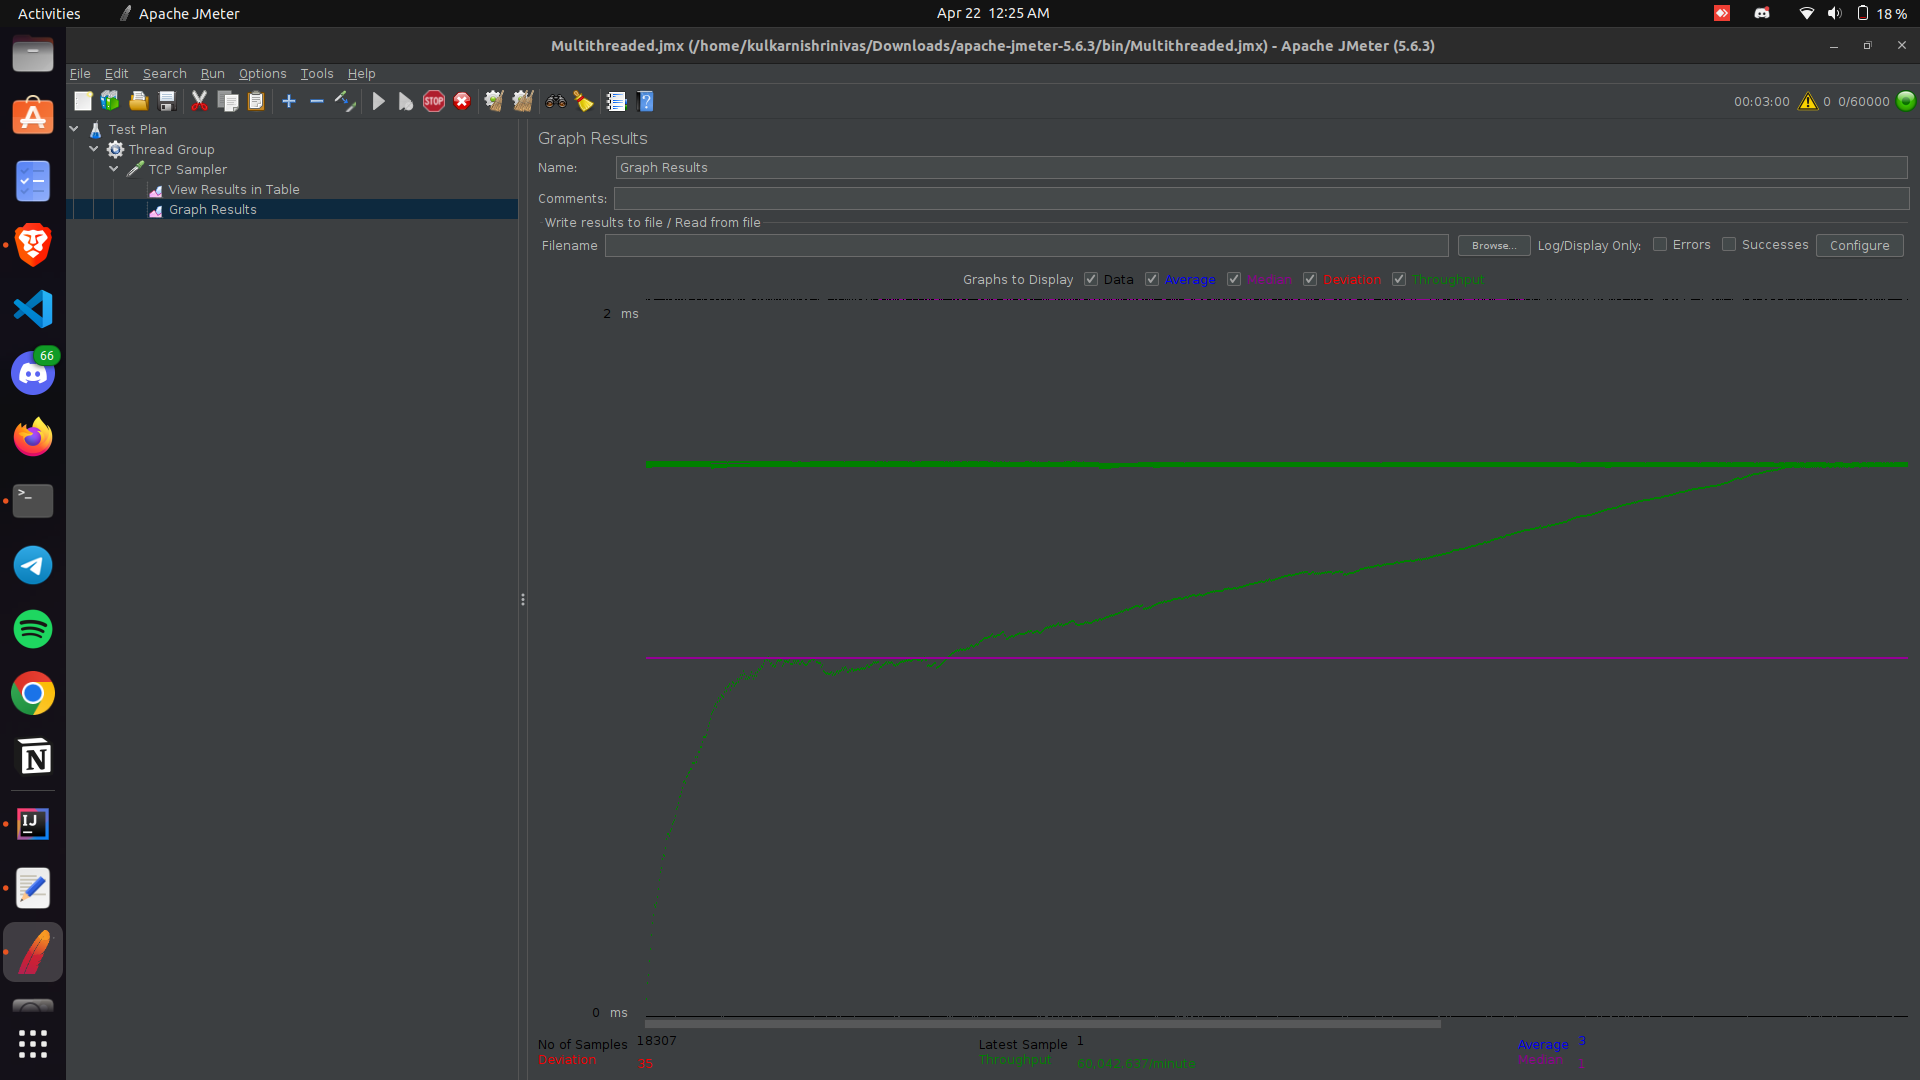 Activities
Apache JMeter
Apr 22 12:25 AM
18 %
Multithreaded.jmx (/home/kulkarnishrinivas/Downloads/apache-jmeter-5.6.3/bin/Multithreaded.jmx) - Apache JMeter (5.6.3)
File Edit Search Run Options Tools Help
STOP
00:03:00 0 0/60000
Test Plan
Thread Group
TCP Sampler
View Results in Table
Graph Results
66
Graph Results
Name: Graph Results
Comments:
Write results to file / Read from file
Filename Browse... Log/Display Only: Errors Successes Configure
Graphs to Display Data Average Median Deviation Throughput
2 ms
0 ms
No of Samples 18307 Latest Sample 1 Average 3
Deviation 35 Throughput 60,042.637/minute Median